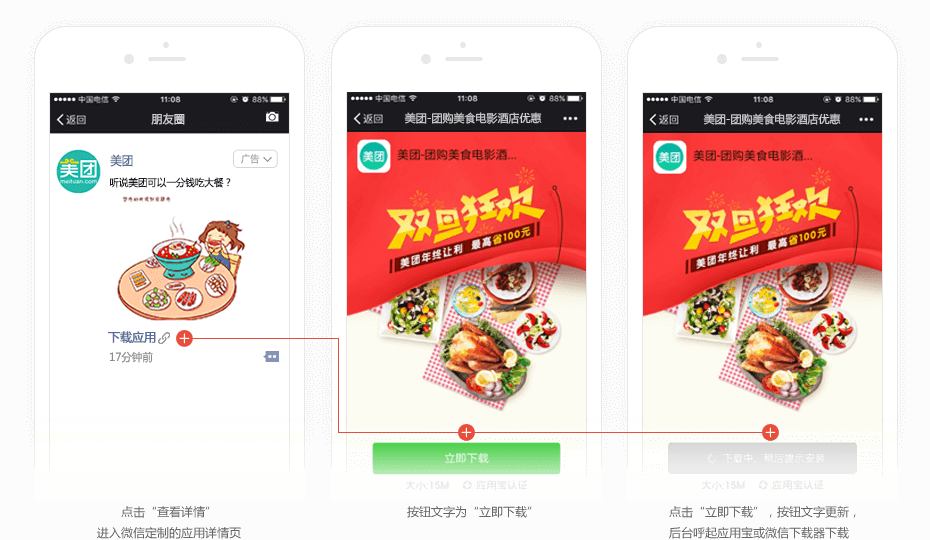 中国电信
11:08
88%
返回
朋友圈
美团
meituan.com
美团
广告
听说美团可以一分钱吃大餐？
下载应用
17分钟前
点击“查看详情”
进入微信定制的应用详情页
中国电信
11:08
88%
返回
美团-团购美食电影酒店优惠
美团
美团-团购美食电影酒...
双旦狂欢
美团年终让利 最高省100元
立即下载
大小:15M 应用宝认证
按钮文字为“立即下载”
中国电信
11:08
88%
返回
美团-团购美食电影酒店优惠
美团
美团-团购美食电影酒...
双旦狂欢
美团年终让利 最高省100元
下载中，稍后提示安装
大小:15M 应用宝认证
点击“立即下载”，按钮文字更新，
后台呼起应用宝或微信下载器下载